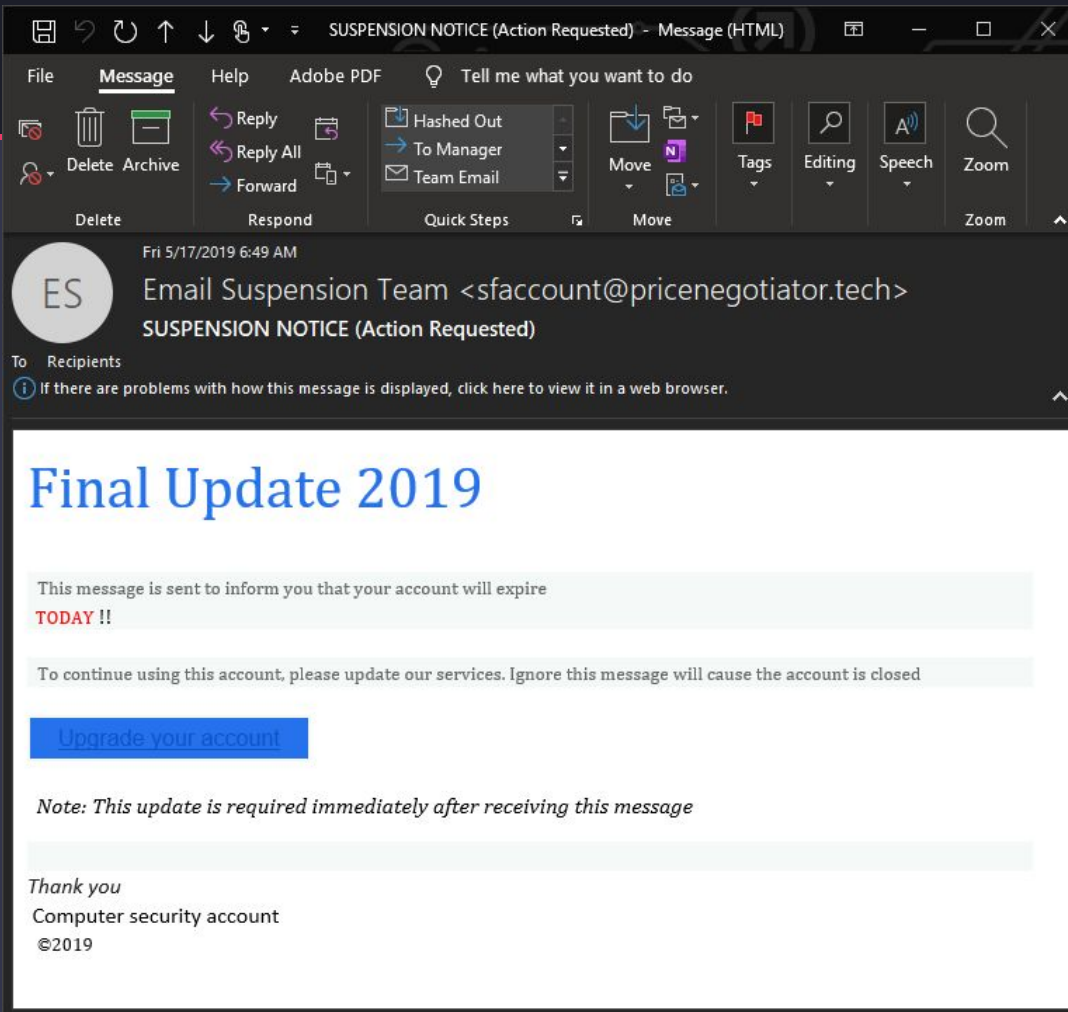 SUSPENSION NOTICE (Action Requested) - Message (HTML)
File Message Help Adobe PDF Tell me what you want to do
Delete Archive
Reply
Reply All
Forward
Hashed Out
To Manager
Team Email
Move
Tags
Editing
Speech
Zoom
Delete Respond Quick Steps Move Zoom
Fri 5/17/2019 6:49 AM
ES
Email Suspension Team <sfaccount@pricenegotiator.tech>
SUSPENSION NOTICE (Action Requested)
To Recipients
If there are problems with how this message is displayed, click here to view it in a web browser.
Final Update 2019
This message is sent to inform you that your account will expire
TODAY !!
To continue using this account, please update our services. Ignore this message will cause the account is closed
Upgrade your account
Note: This update is required immediately after receiving this message
Thank you
Computer security account
©2019